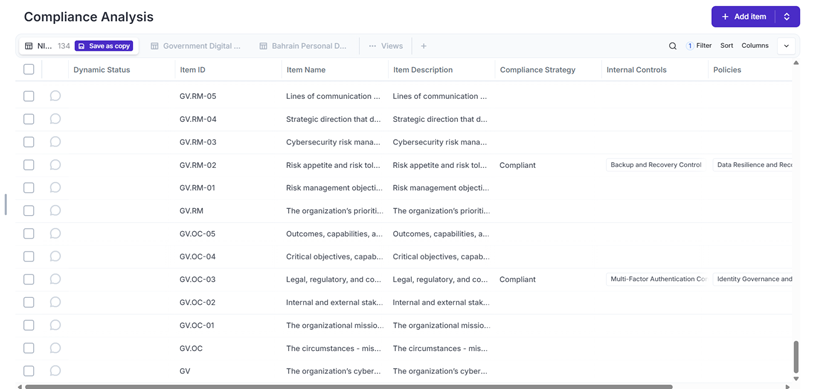 Compliance Analysis
Add item
NI... 134 Save as copy Government Digital ... Bahrain Personal D... Views 1 Filter Sort Columns
Dynamic Status Item ID Item Name Item Description Compliance Strategy Internal Controls Policies
GV.RM-05 Lines of communication ... Lines of communication ...
GV.RM-04 Strategic direction that d... Strategic direction that d...
GV.RM-03 Cybersecurity risk mana... Cybersecurity risk mana...
GV.RM-02 Risk appetite and risk tol... Risk appetite and risk tol... Compliant Backup and Recovery Control Data Resilience and Reco
GV.RM-01 Risk management objecti... Risk management objecti...
GV.RM The organization's prioriti... The organization's prioriti...
GV.OC-05 Outcomes, capabilities, a... Outcomes, capabilities, a...
GV.OC-04 Critical objectives, capab... Critical objectives, capab...
GV.OC-03 Legal, regulatory, and co... Legal, regulatory, and co... Compliant Multi-Factor Authentication Co Identity Governance and
GV.OC-02 Internal and external stak... Internal and external stak...
GV.OC-01 The organizational missio... The organizational missio...
GV.OC The circumstances - mis... The circumstances - mis...
GV The organization's cyber... The organization's cyber...